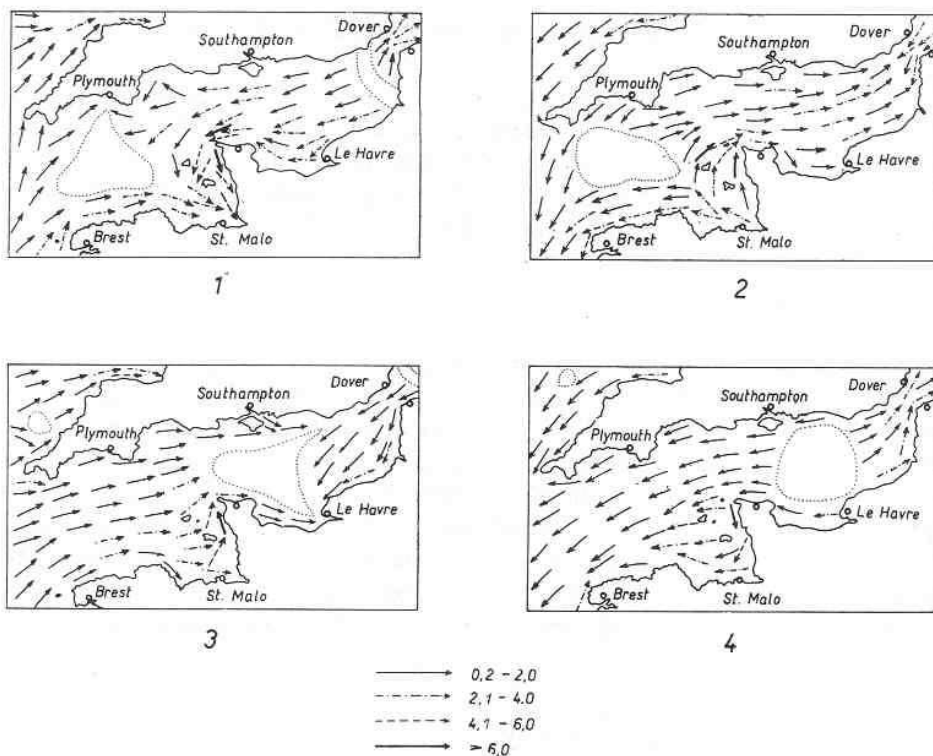 Dover
Southampton
Plymouth
Le Havre
Brest
St. Malo
1
Dover
Southampton
Plymouth
Le Havre
Brest
St. Malo
2
Dover
Southampton
Plymouth
Le Havre
Brest
St. Malo
3
Dover
Southampton
Plymouth
Le Havre
Brest
St. Malo
4
0,2 - 2,0
2,1 - 4.0
4,1 - 6,0
> 6,0